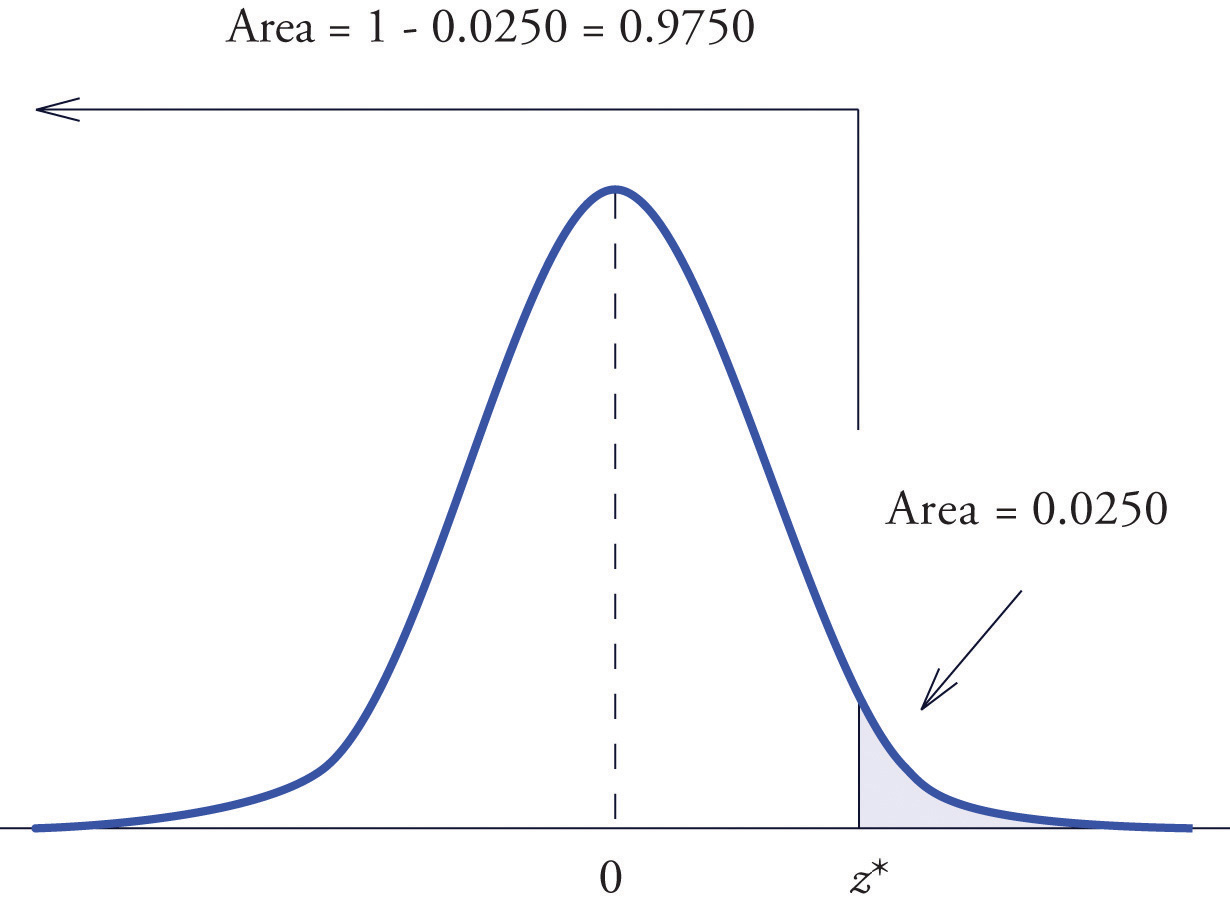 Area = 1 - 0.0250 = 0.9750
Area = 0.0250
0
z*